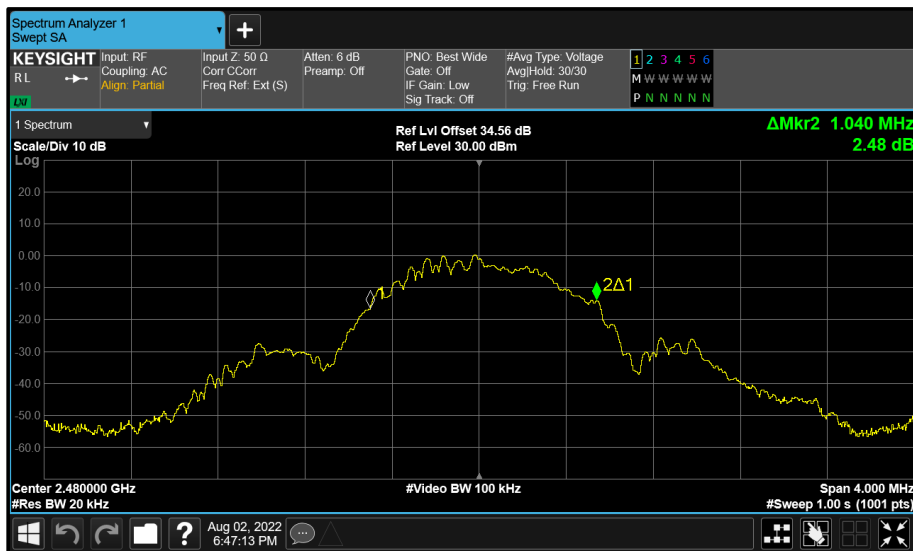 Spectrum Analyzer 1
Swept SA
+
KEYSIGHT
R L
LXI
Input: RF
Coupling: AC
Align: Partial
Input Z: 50 Ω
Corr CCorr
Freq Ref: Ext (S)
Atten: 6 dB
Preamp: Off
PNO: Best Wide
Gate: Off
IF Gain: Low
Sig Track: Off
#Avg Type: Voltage
Avg|Hold: 30/30
Trig: Free Run
1 2 3 4 5 6
M W W W W W
P N N N N N
1 Spectrum
Scale/Div 10 dB
Ref Lvl Offset 34.56 dB
Ref Level 30.00 dBm
ΔMkr2 1.040 MHz
2.48 dB
Log
20.0
10.0
0.00
-10.0
-20.0
-30.0
-40.0
-50.0
-60.0
2Δ1
Center 2.480000 GHz
#Video BW 100 kHz
Span 4.000 MHz
#Res BW 20 kHz
#Sweep 1.00 s (1001 pts)
?
Aug 02, 2022
6:47:13 PM